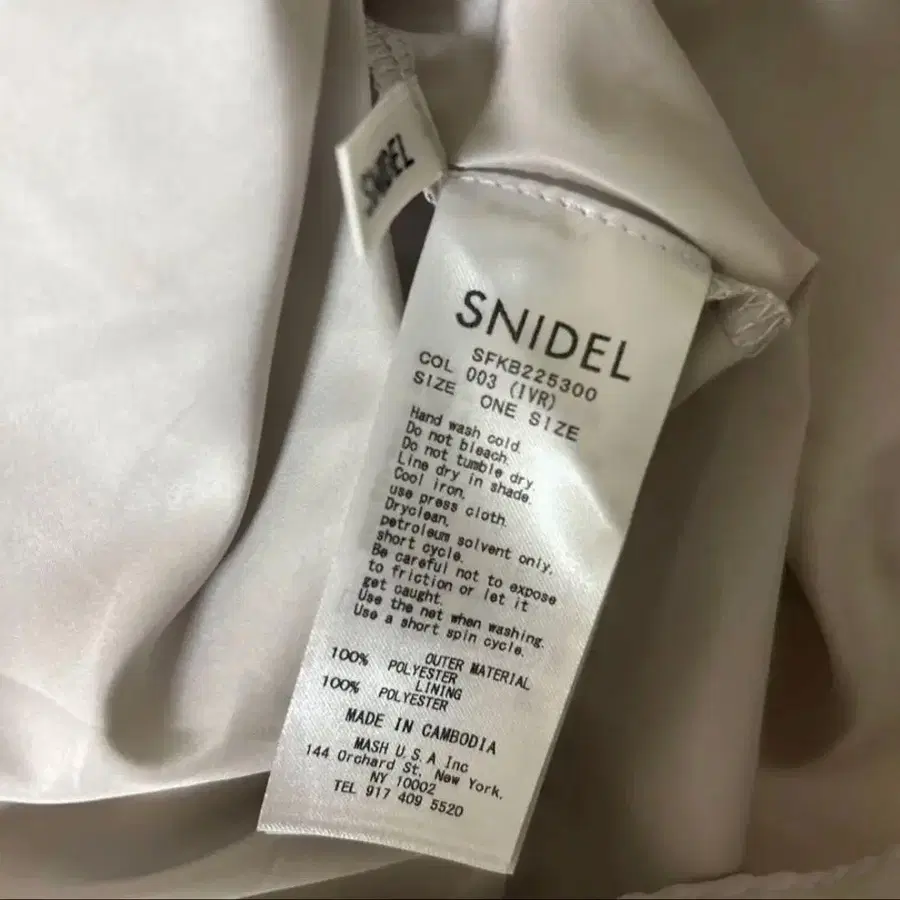 SNIDEL
SNIDEL
SFKB225300
COL 003 (IVR)
SIZE ONE SIZE
Hand wash cold.
Do not bleach.
Do not tumble dry.
Line dry in shade.
Cool iron.
use press cloth.
Dryclean.
petroleum solvent only,
short cycle.
Be careful not to expose
to friction or let it
get caught.
Use the net when washing.
Use a short spin cycle.
OUTER MATERIAL
100% POLYESTER
LINING
100% POLYESTER
MADE IN CAMBODIA
MASH U.S.A Inc
144 Orchard St, New York,
NY 10002
TEL 917 409 5520